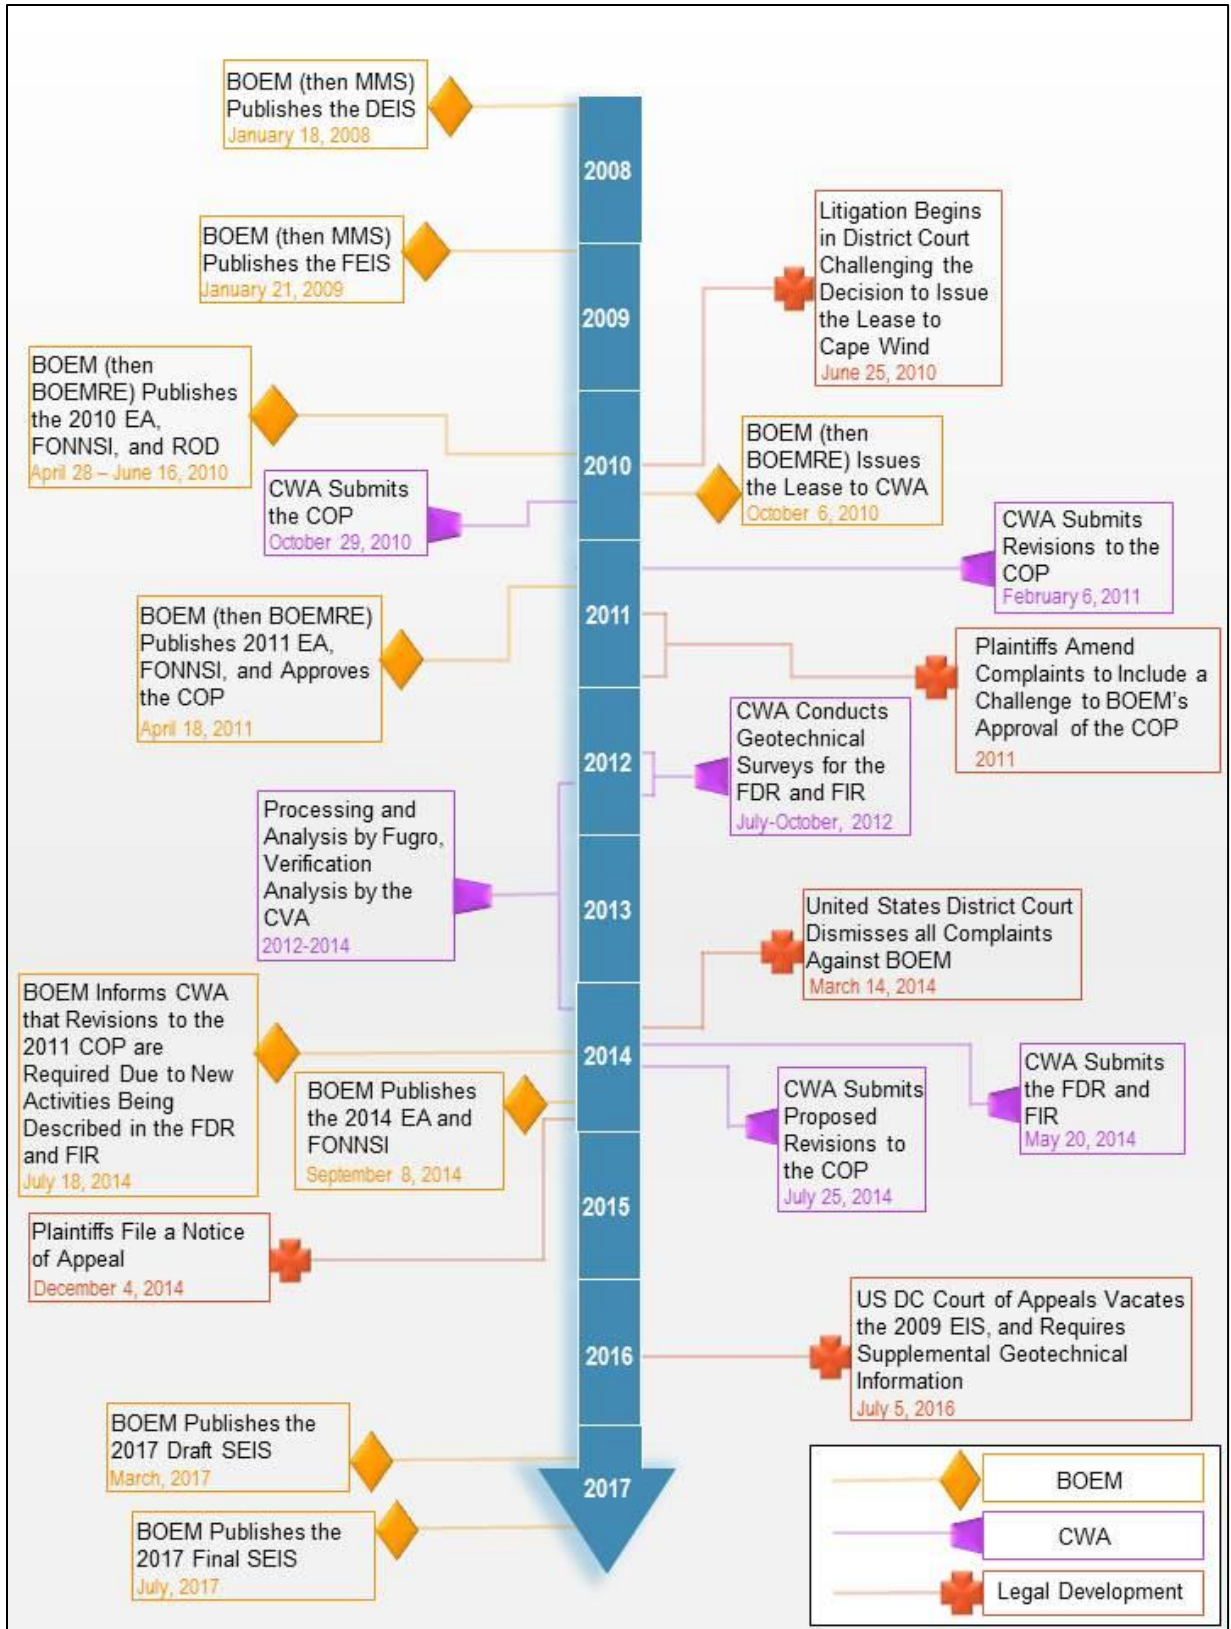 BOEM (then MMS)
Publishes the DEIS
January 18, 2008
2008
BOEM (then MMS)
Publishes the FEIS
January 21, 2009
Litigation Begins
in District Court
Challenging the
Decision to Issue
the Lease to
Cape Wind
June 25, 2010
2009
BOEM (then
BOEMRE) Publishes
the 2010 EA,
FONNSI, and ROD
April 28 – June 16, 2010
2010
BOEM (then
BOEMRE) Issues
the Lease to CWA
October 6, 2010
CWA Submits
the COP
October 29, 2010
CWA Submits
Revisions to the
COP
February 6, 2011
BOEM (then BOEMRE)
Publishes 2011 EA,
FONNSI, and Approves
the COP
April 18, 2011
2011
Plaintiffs Amend
Complaints to Include a
Challenge to BOEM's
Approval of the COP
2011
CWA Conducts
Geotechnical
Surveys for the
FDR and FIR
July-October, 2012
2012
Processing and
Analysis by Fugro,
Verification
Analysis by the
CVA
2012-2014
2013
United States District Court
Dismisses all Complaints
Against BOEM
March 14, 2014
BOEM Informs CWA
that Revisions to the
2011 COP are
Required Due to New
Activities Being
Described in the FDR
and FIR
July 18, 2014
2014
BOEM Publishes
the 2014 EA and
FONNSI
September 8, 2014
CWA Submits
Proposed
Revisions to
the COP
July 25, 2014
CWA Submits
the FDR and
FIR
May 20, 2014
2015
Plaintiffs File a Notice
of Appeal
December 4, 2014
US DC Court of Appeals Vacates
the 2009 EIS, and Requires
Supplemental Geotechnical
Information
July 5, 2016
2016
BOEM Publishes the
2017 Draft SEIS
March, 2017
2017
BOEM Publishes the
2017 Final SEIS
July, 2017
BOEM
CWA
Legal Development